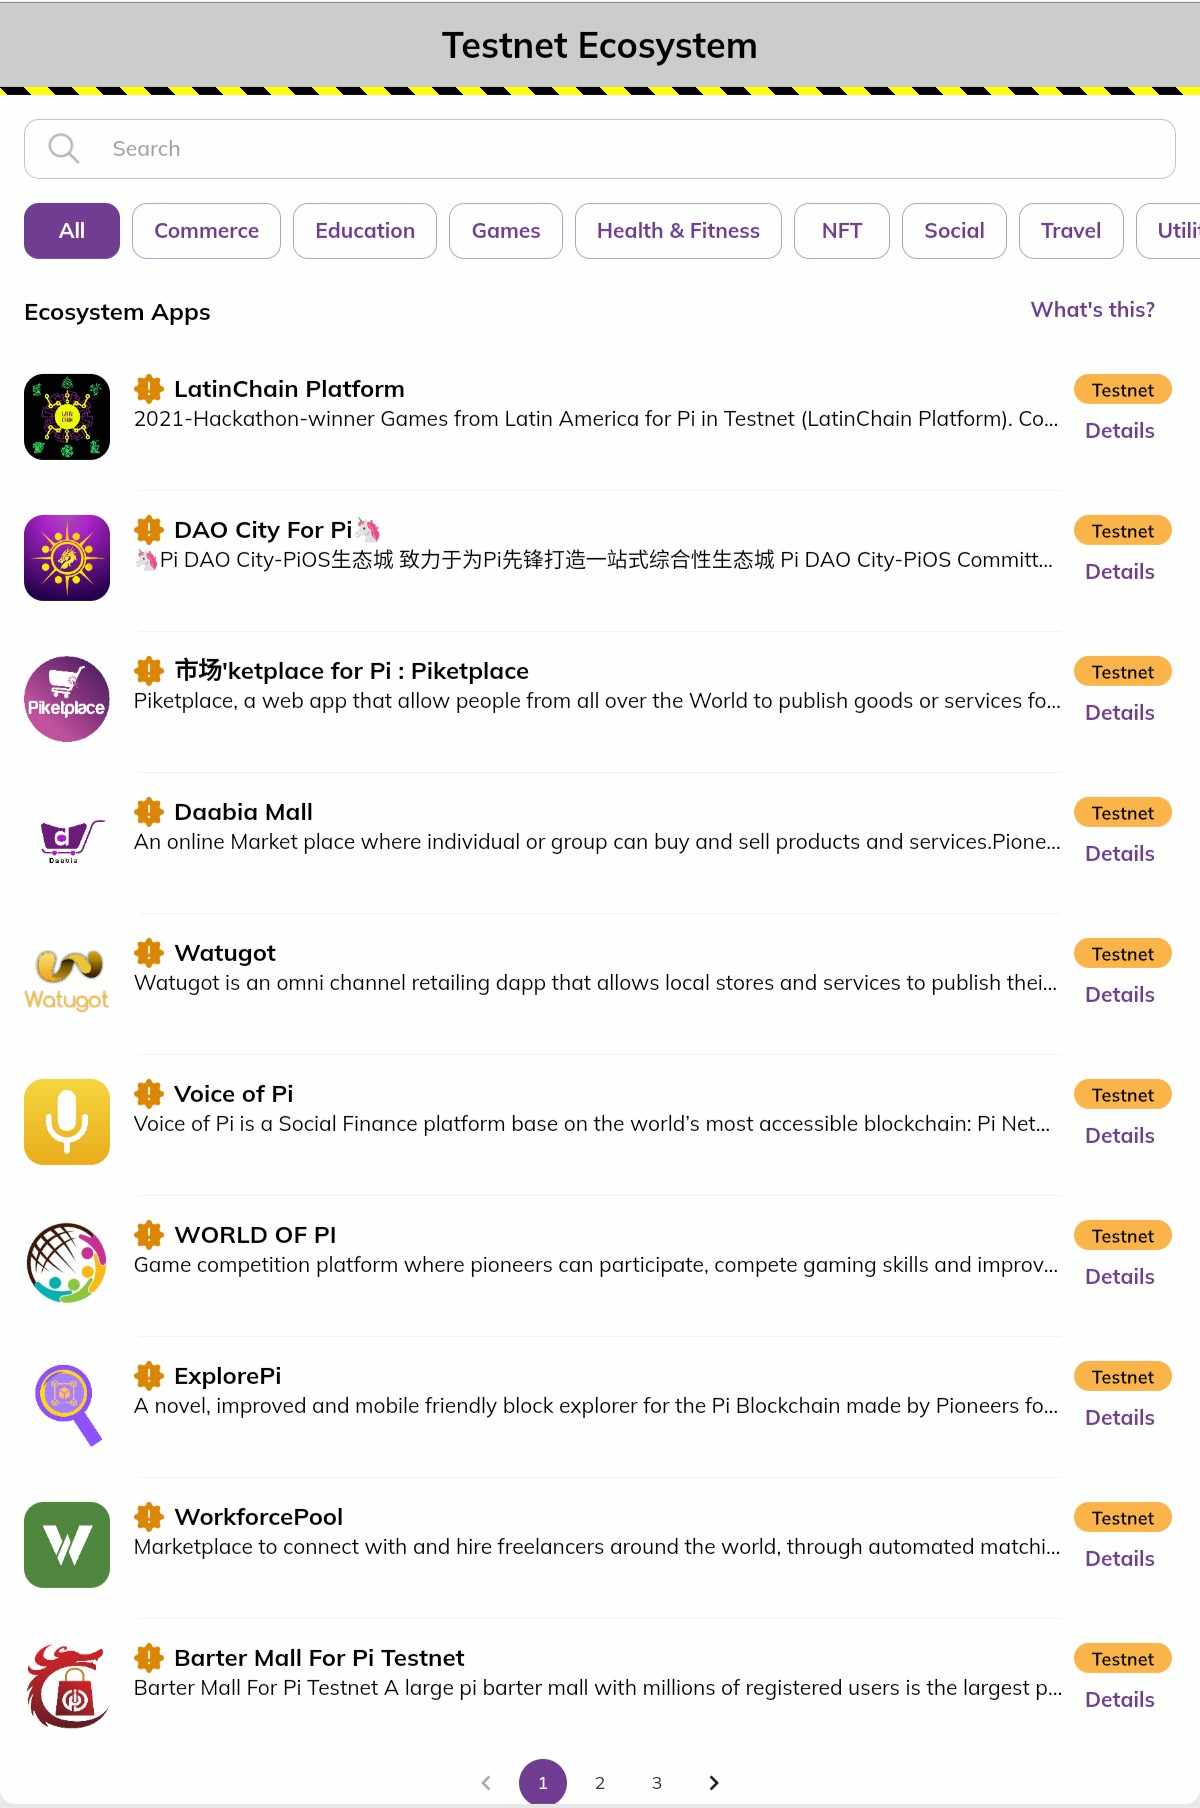 Testnet Ecosystem
Search
All Commerce Education Games Health & Fitness NFT Social Travel
Ecosystem Apps
What's this?
LatinChain Platform
Testnet
2021-Hackathon-winner Games from Latin America for Pi in Testnet (LatinChain Platform). Co...
Details
DAO City For Pi🦄
Testnet
🦄Pi DAO City-PiOS生态城 致力于为Pi先锋打造一站式综合性生态城 Pi DAO City-PiOS Committ...
Details
Piketplace
市场'ketplace for Pi : Piketplace
Testnet
Piketplace, a web app that allow people from all over the World to publish goods or services fo...
Details
d
Daabia
Daabia Mall
Testnet
An online Market place where individual or group can buy and sell products and services.Pione...
Details
Watugot
Watugot
Testnet
Watugot is an omni channel retailing dapp that allows local stores and services to publish thei...
Details
Voice of Pi
Testnet
Voice of Pi is a Social Finance platform base on the world’s most accessible blockchain: Pi Net...
Details
WORLD OF PI
Testnet
Game competition platform where pioneers can participate, compete gaming skills and improv...
Details
ExplorePi
Testnet
A novel, improved and mobile friendly block explorer for the Pi Blockchain made by Pioneers fo...
Details
W
WorkforcePool
Testnet
Marketplace to connect with and hire freelancers around the world, through automated matchi...
Details
Barter Mall For Pi Testnet
Testnet
Barter Mall For Pi Testnet A large pi barter mall with millions of registered users is the largest p...
Details
1 2 3